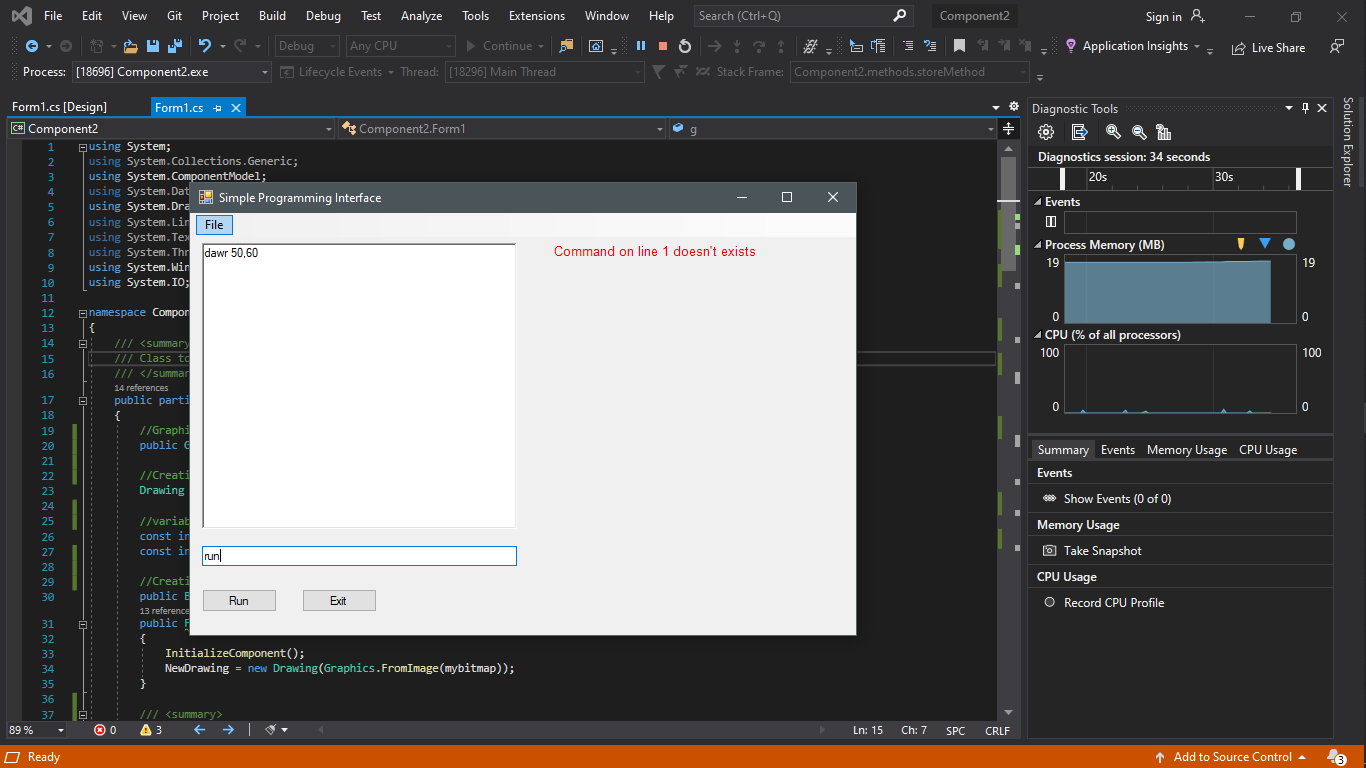 File Edit View Git Project Build Debug Test Analyze Tools Extensions Window Help Search (Ctrl+Q) Component2 Sign in
Debug Any CPU Continue Application Insights Live Share
Process: [18696] Component2.exe Lifecycle Events Thread: [18296] Main Thread Stack Frame: Component2.methods.storeMethod
Form1.cs [Design] Form1.cs
C# Component2 Component2.Form1 g
1 using System;
2 using System.Collections.Generic;
3 using System.ComponentModel;
4 using System.Dat
5 using System.Dra
6 using System.Lin
7 using System.Tex
8 using System.Thr
9 using System.Win
10 using System.IO;
11
12 namespace Compon
13 {
14 /// <summary
15 /// Class to
16 /// </summar
14 references
17 public parti
18 {
19 //Graphi
20 public G
21
22 //Creati
23 Drawing
24
25 //variab
26 const in
27 const in
28
29 //Creati
30 public B
13 reference
31 public F
32 {
33 InitializeComponent();
34 NewDrawing = new Drawing(Graphics.FromImage(mybitmap));
35 }
36
37 /// <summary>
Simple Programming Interface
File
dawr 50,60
Command on line 1 doesn't exists
run
Run Exit
89 % 0 3 Ln: 15 Ch: 7 SPC CRLF
Diagnostic Tools
Diagnostics session: 34 seconds
20s 30s
Events
Process Memory (MB)
19 19
0 0
CPU (% of all processors)
100 100
0 0
Summary Events Memory Usage CPU Usage
Events
Show Events (0 of 0)
Memory Usage
Take Snapshot
CPU Usage
Record CPU Profile
Solution Explorer
Ready Add to Source Control 3